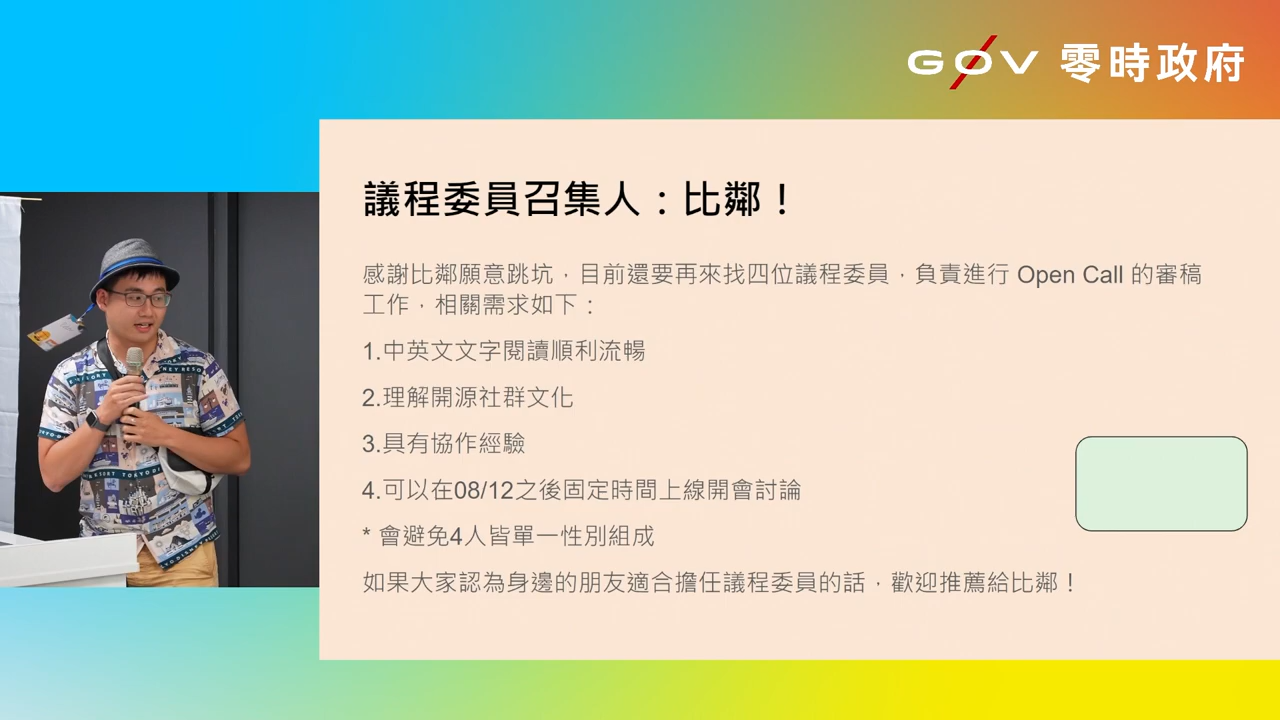 GØV 零時政府
議程委員召集人：比鄰！
感謝比鄰願意跳坑，目前還要再來找四位議程委員，負責進行 Open Call 的審稿
工作，相關需求如下：
1.中英文文字閱讀順利流暢
2.理解開源社群文化
3.具有協作經驗
4.可以在08/12之後固定時間上線開會討論
* 會避免4人皆單一性別組成
如果大家認為身邊的朋友適合擔任議程委員的話，歡迎推薦給比鄰！